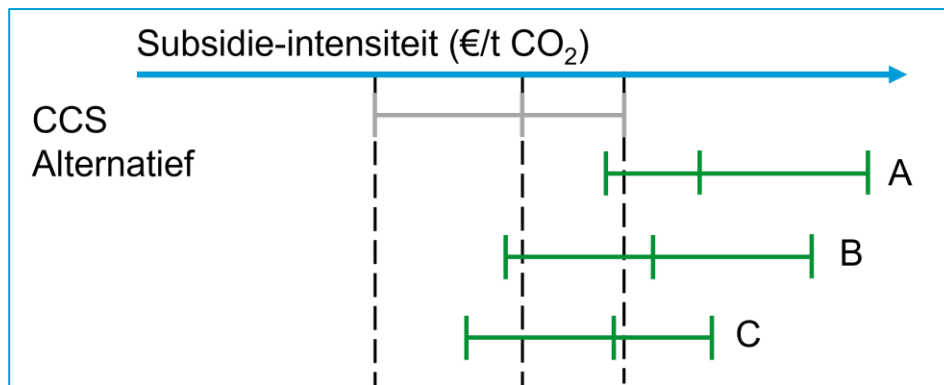 Subsidie-intensiteit (€/t CO₂)
CCS
Alternatief
A
B
C